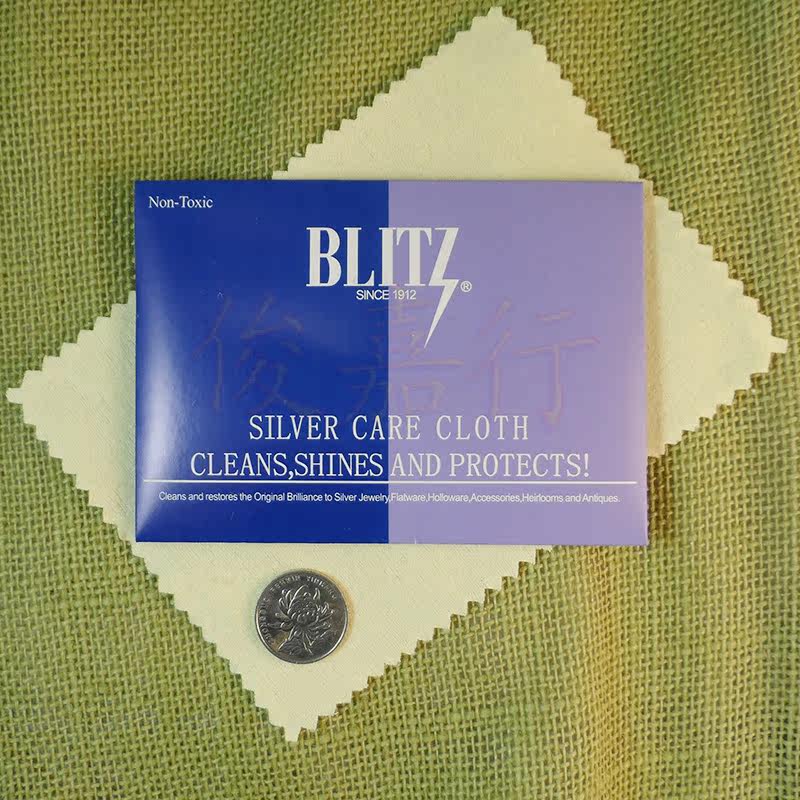 Non-Toxic
BLITZ®
SINCE 1912
俊嘉行
SILVER CARE CLOTH
CLEANS,SHINES AND PROTECTS!
Cleans and restores the Original Brilliance to Silver Jewelry,Flatware,Holloware,Accessories,Heirlooms and Antiques.